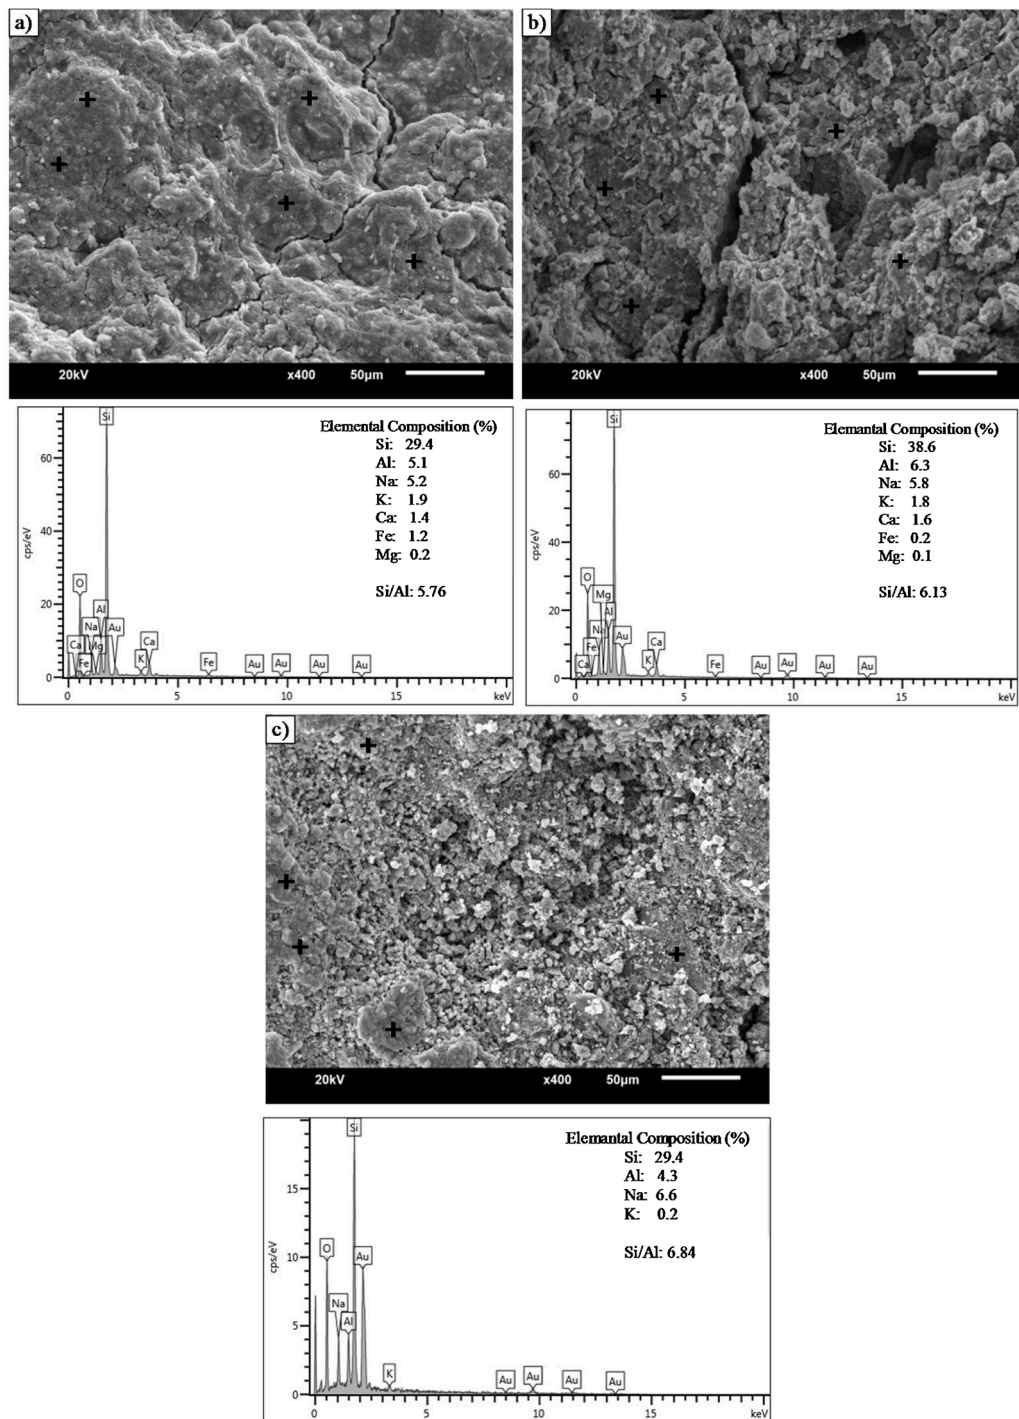 a)
20kV x400 50µm
b)
20kV x400 50µm
Si
Elemental Composition (%)
Si: 29.4
Al: 5.1
Na: 5.2
K: 1.9
Ca: 1.4
Fe: 1.2
Mg: 0.2
Si/Al: 5.76
60
40
20
0
cps/eV
O
Al
Na
Au
Ca
Mg
Fe
K
Ca
Fe
Au
Au
Au
Au
0 5 10 15 keV
Si
Elemantal Composition (%)
Si: 38.6
Al: 6.3
Na: 5.8
K: 1.8
Ca: 1.6
Fe: 0.2
Mg: 0.1
Si/Al: 6.13
60
40
20
0
cps/eV
O
Mg
Al
Na
Au
Fe
Ca
K
Ca
Fe
Au
Au
Au
Au
0 5 10 15 keV
c)
20kV x400 50µm
Si
Elemantal Composition (%)
Si: 29.4
Al: 4.3
Na: 6.6
K: 0.2
Si/Al: 6.84
15
10
5
0
cps/eV
O
Au
Na
Al
K
Au
Au
Au
Au
0 5 10 15 keV